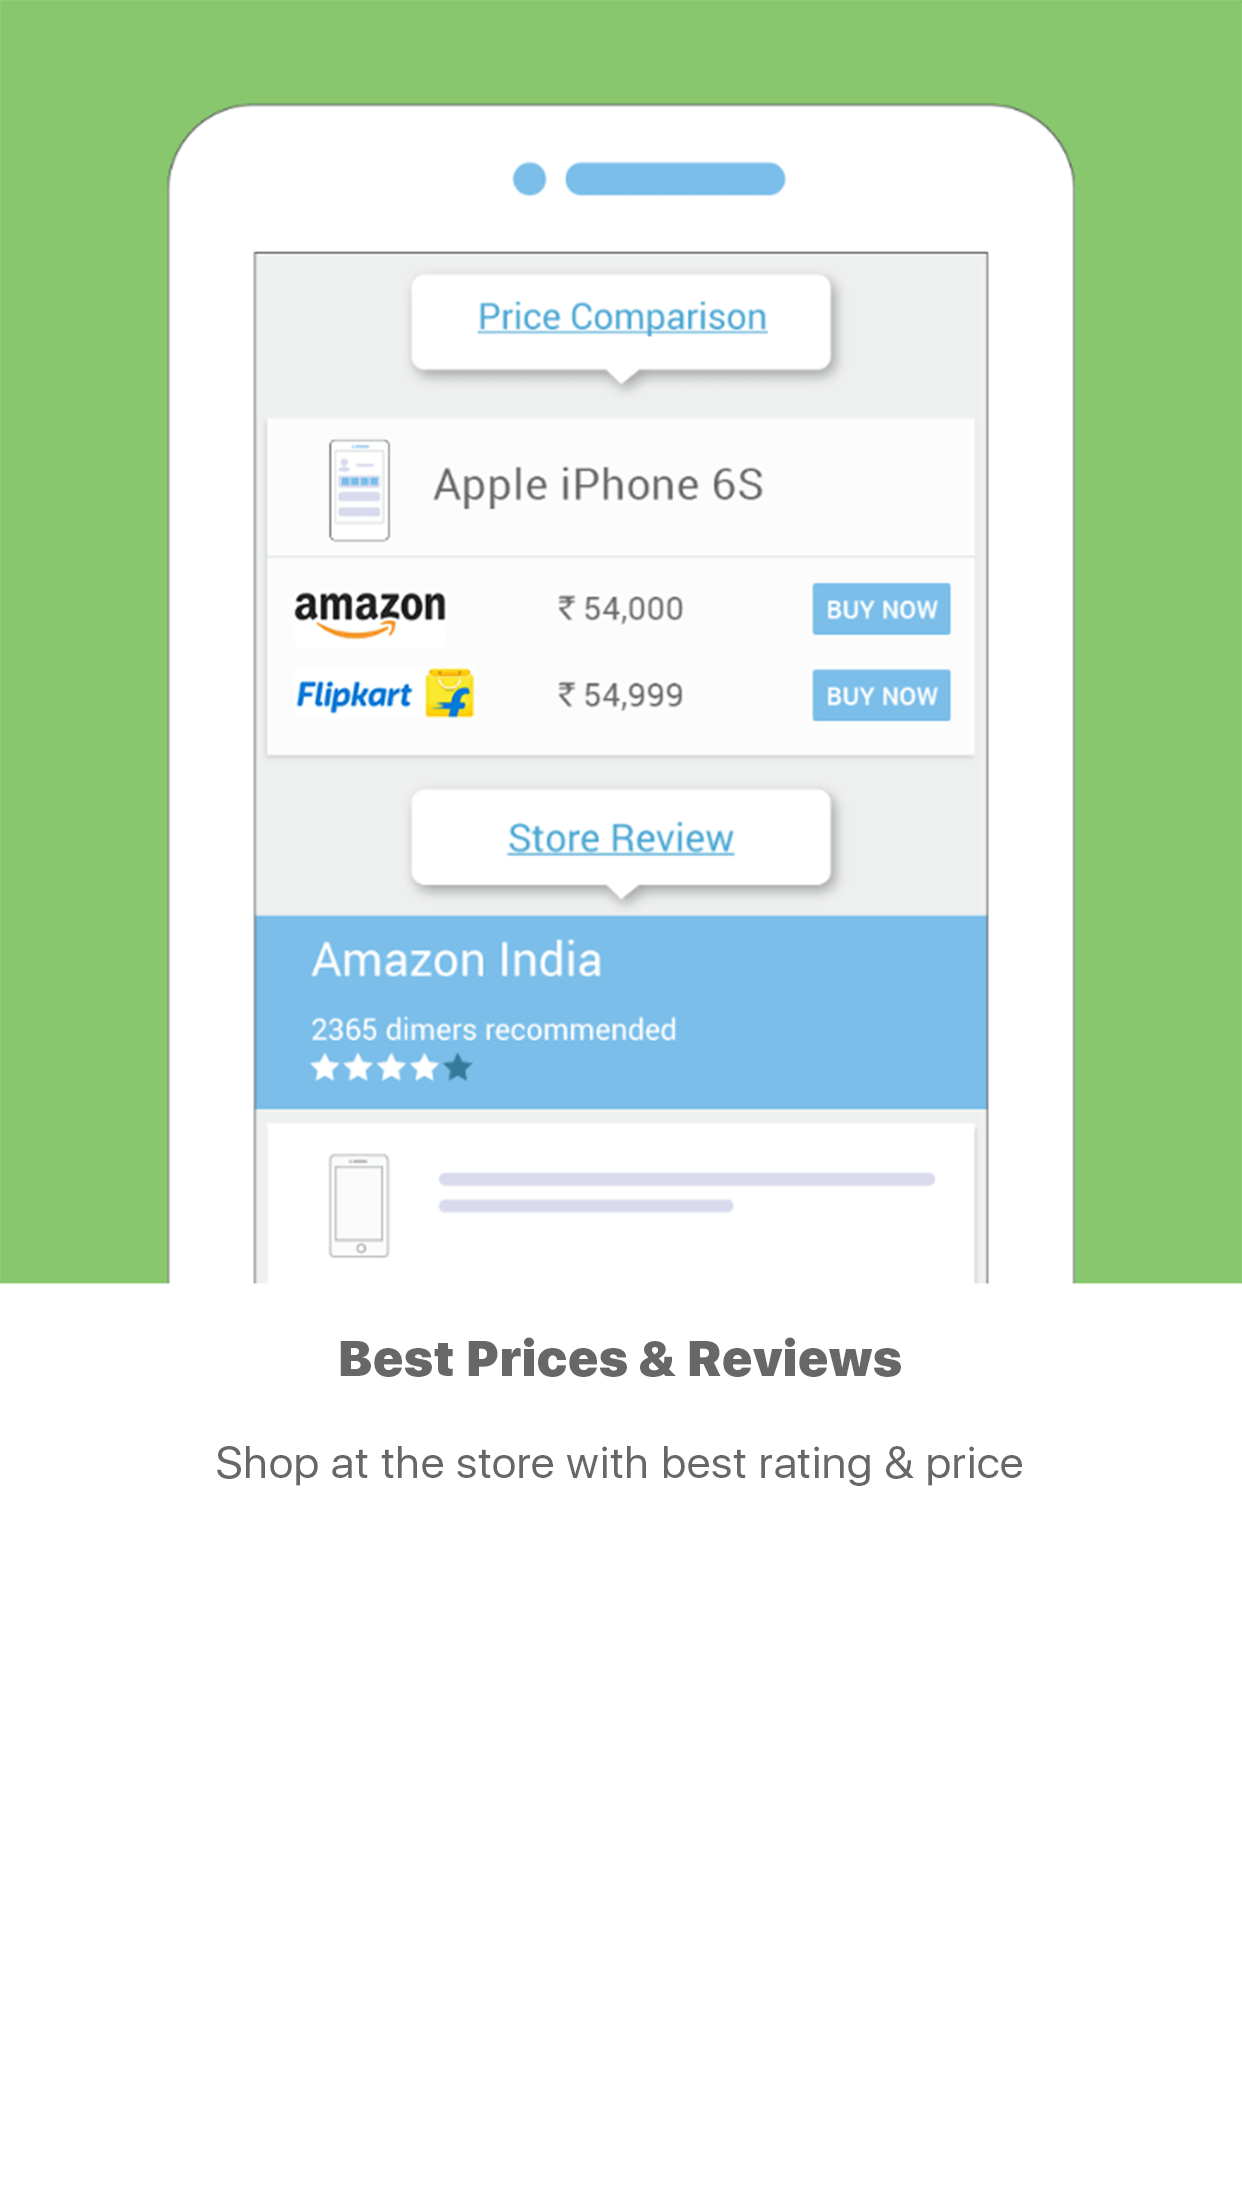 Price Comparison
Apple iPhone 6S
amazon ₹ 54,000 BUY NOW
Flipkart ₹ 54,999 BUY NOW
Store Review
Amazon India
2365 dimers recommended
Best Prices & Reviews
Shop at the store with best rating & price